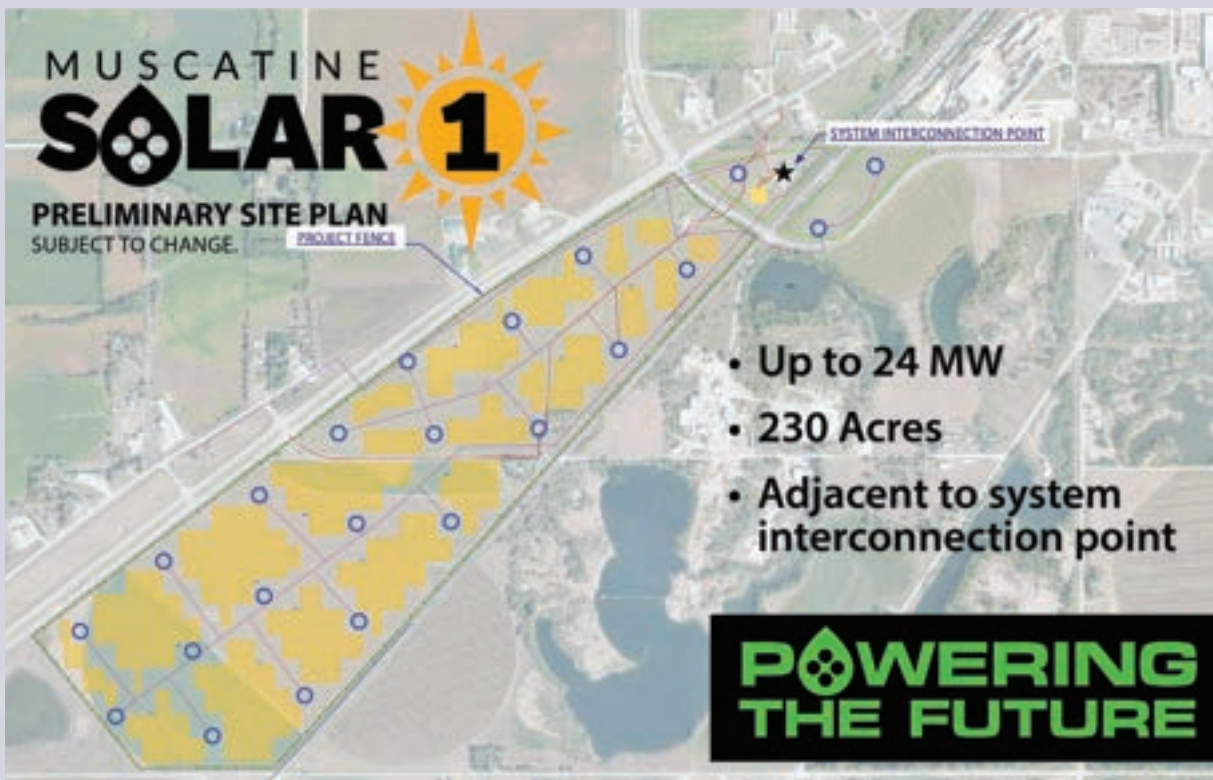 MUSCATINE
SOLAR 1
PRELIMINARY SITE PLAN
SUBJECT TO CHANGE.
PROJECT FENCE
SYSTEM INTERCONNECTION POINT
• Up to 24 MW
• 230 Acres
• Adjacent to system
interconnection point
POWERING
THE FUTURE